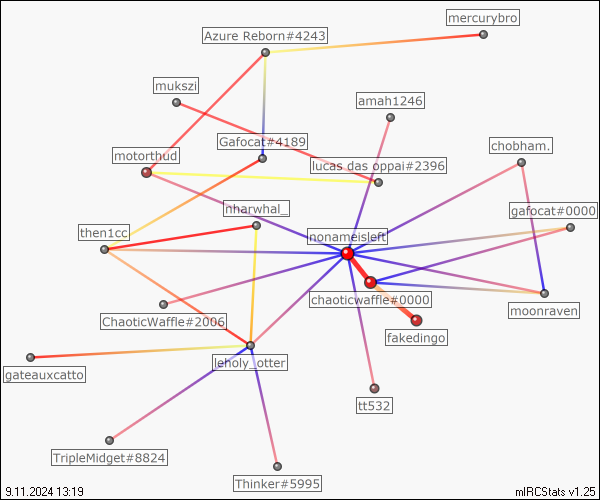 mercurybro
Azure Reborn#4243
mukszi
amah1246
Gafocat#4189
chobham.
motorthud
lucas das oppai#2396
nharwhal_
gafocat#0000
then1cc
nonameisleft
chaoticwaffle#0000
moonraven
ChaoticWaffle#2006
fakedingo
leholy_otter
gateauxcatto
tt532
TripleMidget#8824
Thinker#5995
9.11.2024 13:19
mIRCStats v1.25